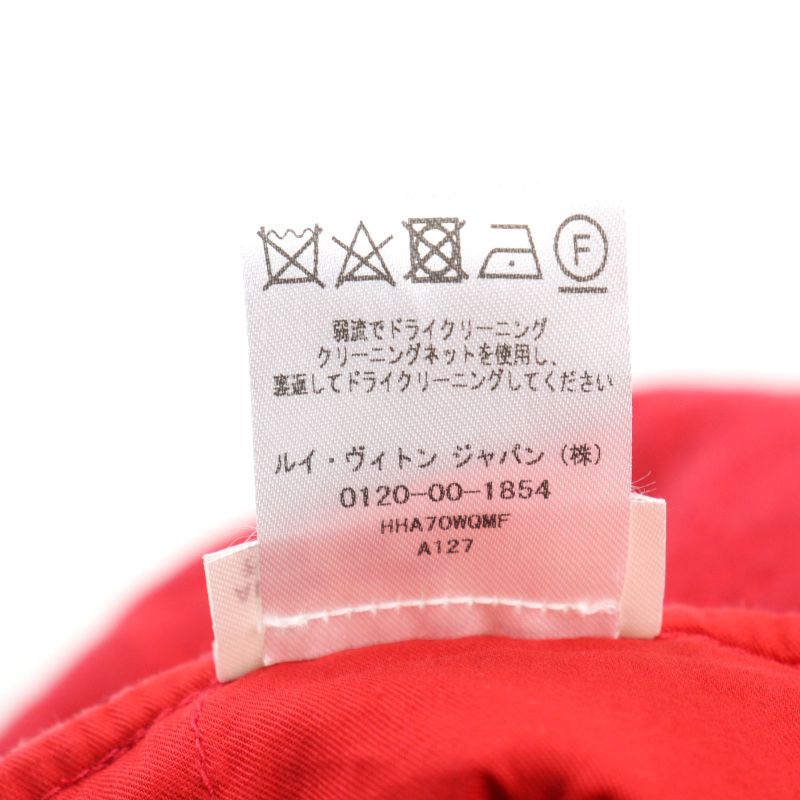 F
弱流でドライクリーニング
クリーニングネットを使用し、
裏返してドライクリーニングしてください
ルイ・ヴィトン ジャパン (株)
0120-00-1854
HHA70WQMF
A127